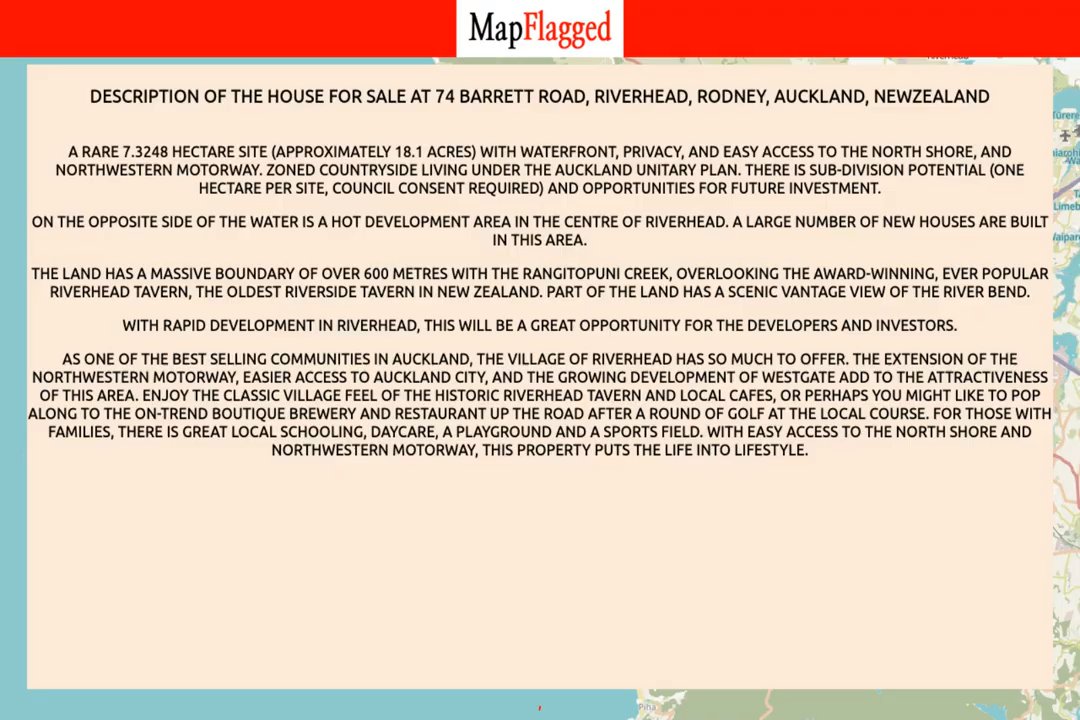 MapFlagged
DESCRIPTION OF THE HOUSE FOR SALE AT 74 BARRETT ROAD, RIVERHEAD, RODNEY, AUCKLAND, NEWZEALAND
A RARE 7.3248 HECTARE SITE (APPROXIMATELY 18.1 ACRES) WITH WATERFRONT, PRIVACY, AND EASY ACCESS TO THE NORTH SHORE, AND
NORTHWESTERN MOTORWAY. ZONED COUNTRYSIDE LIVING UNDER THE AUCKLAND UNITARY PLAN. THERE IS SUB-DIVISION POTENTIAL (ONE
HECTARE PER SITE, COUNCIL CONSENT REQUIRED) AND OPPORTUNITIES FOR FUTURE INVESTMENT.
ON THE OPPOSITE SIDE OF THE WATER IS A HOT DEVELOPMENT AREA IN THE CENTRE OF RIVERHEAD. A LARGE NUMBER OF NEW HOUSES ARE BUILT
IN THIS AREA.
THE LAND HAS A MASSIVE BOUNDARY OF OVER 600 METRES WITH THE RANGITOPUNI CREEK, OVERLOOKING THE AWARD-WINNING, EVER POPULAR
RIVERHEAD TAVERN, THE OLDEST RIVERSIDE TAVERN IN NEW ZEALAND. PART OF THE LAND HAS A SCENIC VANTAGE VIEW OF THE RIVER BEND.
WITH RAPID DEVELOPMENT IN RIVERHEAD, THIS WILL BE A GREAT OPPORTUNITY FOR THE DEVELOPERS AND INVESTORS.
AS ONE OF THE BEST SELLING COMMUNITIES IN AUCKLAND, THE VILLAGE OF RIVERHEAD HAS SO MUCH TO OFFER. THE EXTENSION OF THE
NORTHWESTERN MOTORWAY, EASIER ACCESS TO AUCKLAND CITY, AND THE GROWING DEVELOPMENT OF WESTGATE ADD TO THE ATTRACTIVENESS
OF THIS AREA. ENJOY THE CLASSIC VILLAGE FEEL OF THE HISTORIC RIVERHEAD TAVERN AND LOCAL CAFES, OR PERHAPS YOU MIGHT LIKE TO POP
ALONG TO THE ON-TREND BOUTIQUE BREWERY AND RESTAURANT UP THE ROAD AFTER A ROUND OF GOLF AT THE LOCAL COURSE. FOR THOSE WITH
FAMILIES, THERE IS GREAT LOCAL SCHOOLING, DAYCARE, A PLAYGROUND AND A SPORTS FIELD. WITH EASY ACCESS TO THE NORTH SHORE AND
NORTHWESTERN MOTORWAY, THIS PROPERTY PUTS THE LIFE INTO LIFESTYLE.
Piha